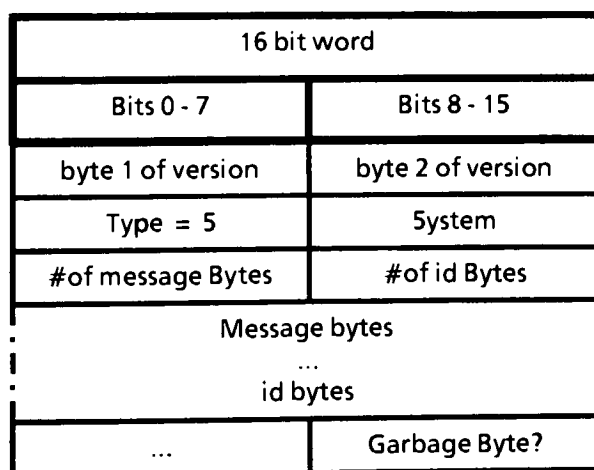 16 bit word
Bits 0 - 7 Bits 8 - 15
byte 1 of version byte 2 of version
Type = 5 5ystem
#of message Bytes #of id Bytes
Message bytes
...
id bytes
... Garbage Byte?